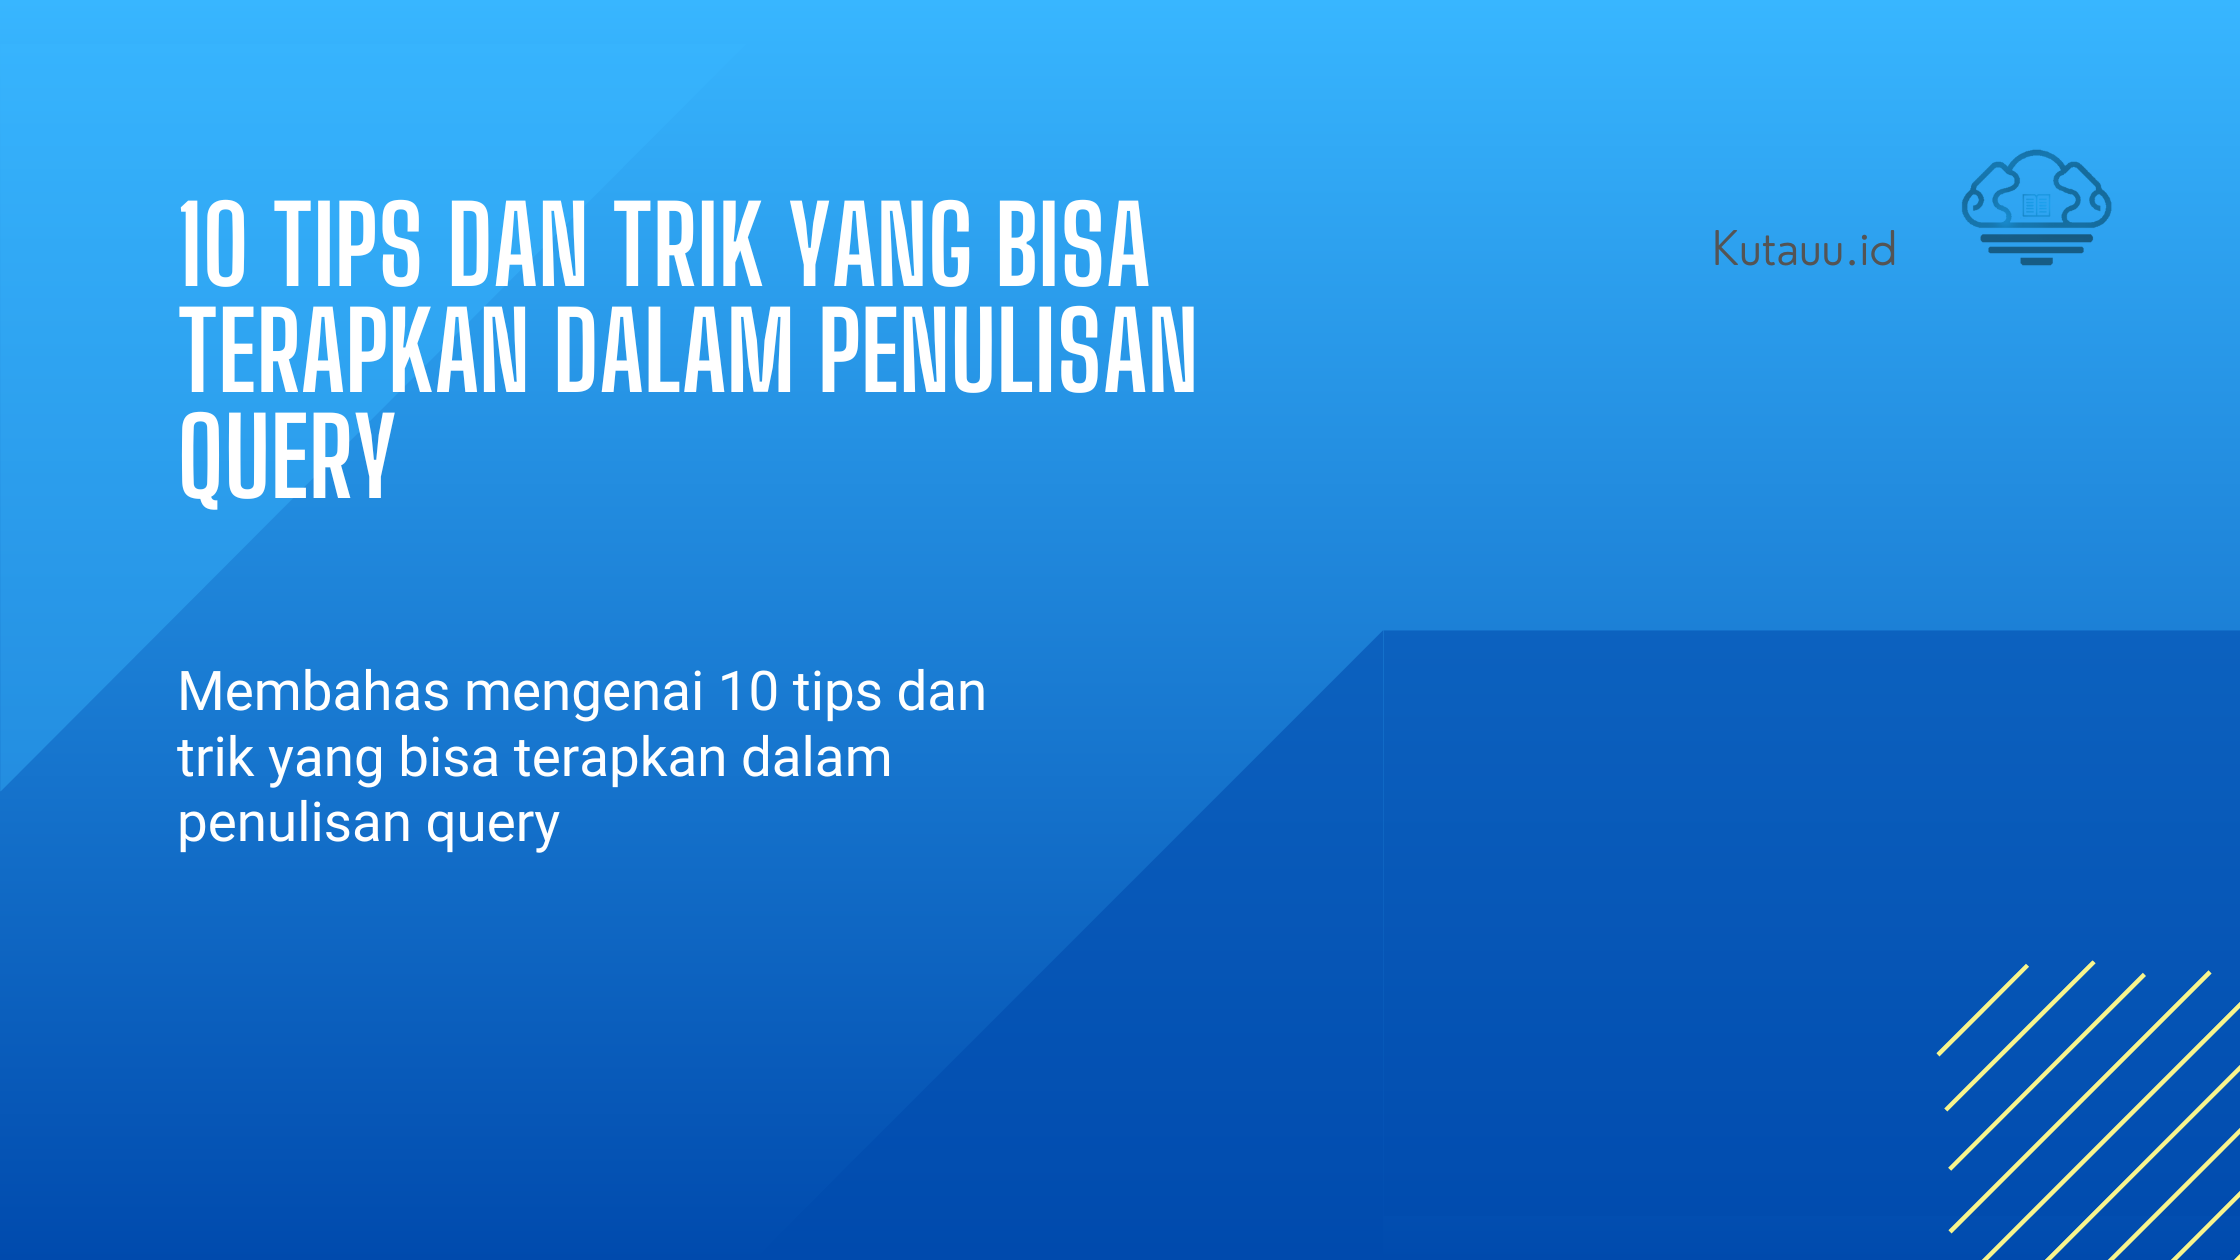 10 TIPS DAN TRIK YANG BISA
TERAPKAN DALAM PENULISAN
QUERY
Kutauu.id
Membahas mengenai 10 tips dan
trik yang bisa terapkan dalam
penulisan query